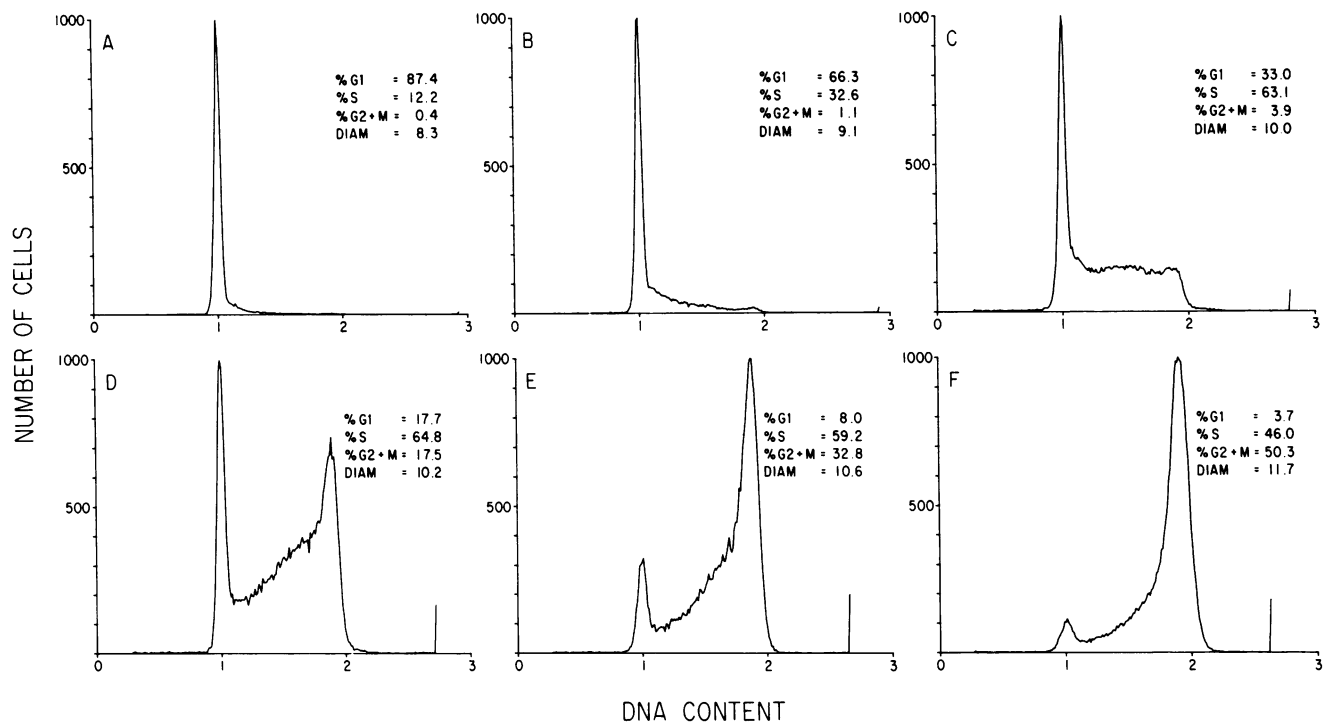 NUMBER OF CELLS
A
1000
500
%G1 = 87.4
%S = 12.2
%G2+M = 0.4
DIAM = 8.3
0 1 2 3
B
1000
500
%G1 = 66.3
%S = 32.6
%G2+M = 1.1
DIAM = 9.1
0 1 2 3
C
1000
500
%G1 = 33.0
%S = 63.1
%G2+M = 3.9
DIAM = 10.0
0 1 2 3
D
1000
500
%G1 = 17.7
%S = 64.8
%G2+M = 17.5
DIAM = 10.2
0 1 2 3
E
1000
500
%G1 = 8.0
%S = 59.2
%G2+M = 32.8
DIAM = 10.6
0 1 2 3
F
1000
500
%G1 = 3.7
%S = 46.0
%G2+M = 50.3
DIAM = 11.7
0 1 2 3
DNA CONTENT